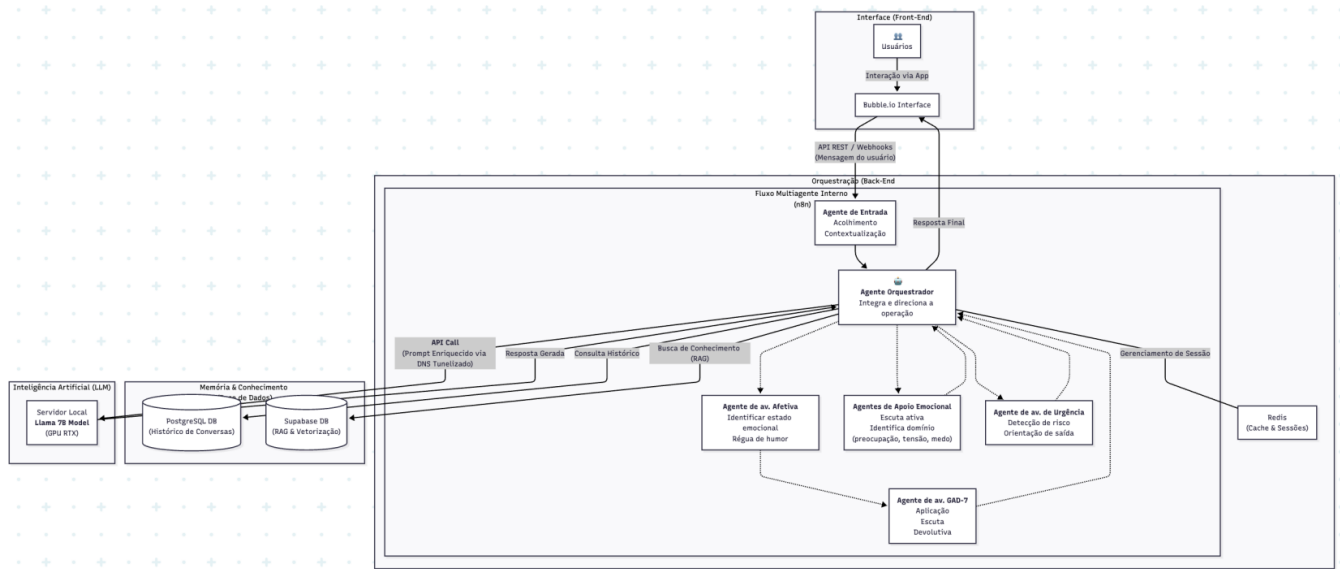 Interface (Front-End)
Usuários
Interação via App
Bubble.io Interface
API REST / Webhooks
(Mensagem do usuário)
Orquestração (Back-End
Fluxo Multiagente Interno
(n8n)
Agente de Entrada
Acolhimento
Contextualização
Resposta Final
Agente Orquestrador
Integra e direciona a
operação
API Call
(Prompt Enriquecido via
DNS Tunelizado)
Resposta Gerada
Consulta Histórico
Busca de Conhecimento
(RAG)
Gerenciamento de Sessão
Inteligência Artificial (LLM)
Servidor Local
Llama 7B Model
(GPU RTX)
Memória & Conhecimento
de Dados)
PostgreSQL DB
(Histórico de Conversas)
Supabase DB
(RAG & Vetorização)
Agente de av. Afetiva
Identificar estado
emocional
Régua de humor
Agentes de Apoio Emocional
Escuta ativa
Identifica domínio
(preocupação, tensão, medo)
Agente de av. de Urgência
Detecção de risco
Orientação de saída
Redis
(Cache & Sessões)
Agente de av. GAD-7
Aplicação
Escuta
Devolutiva